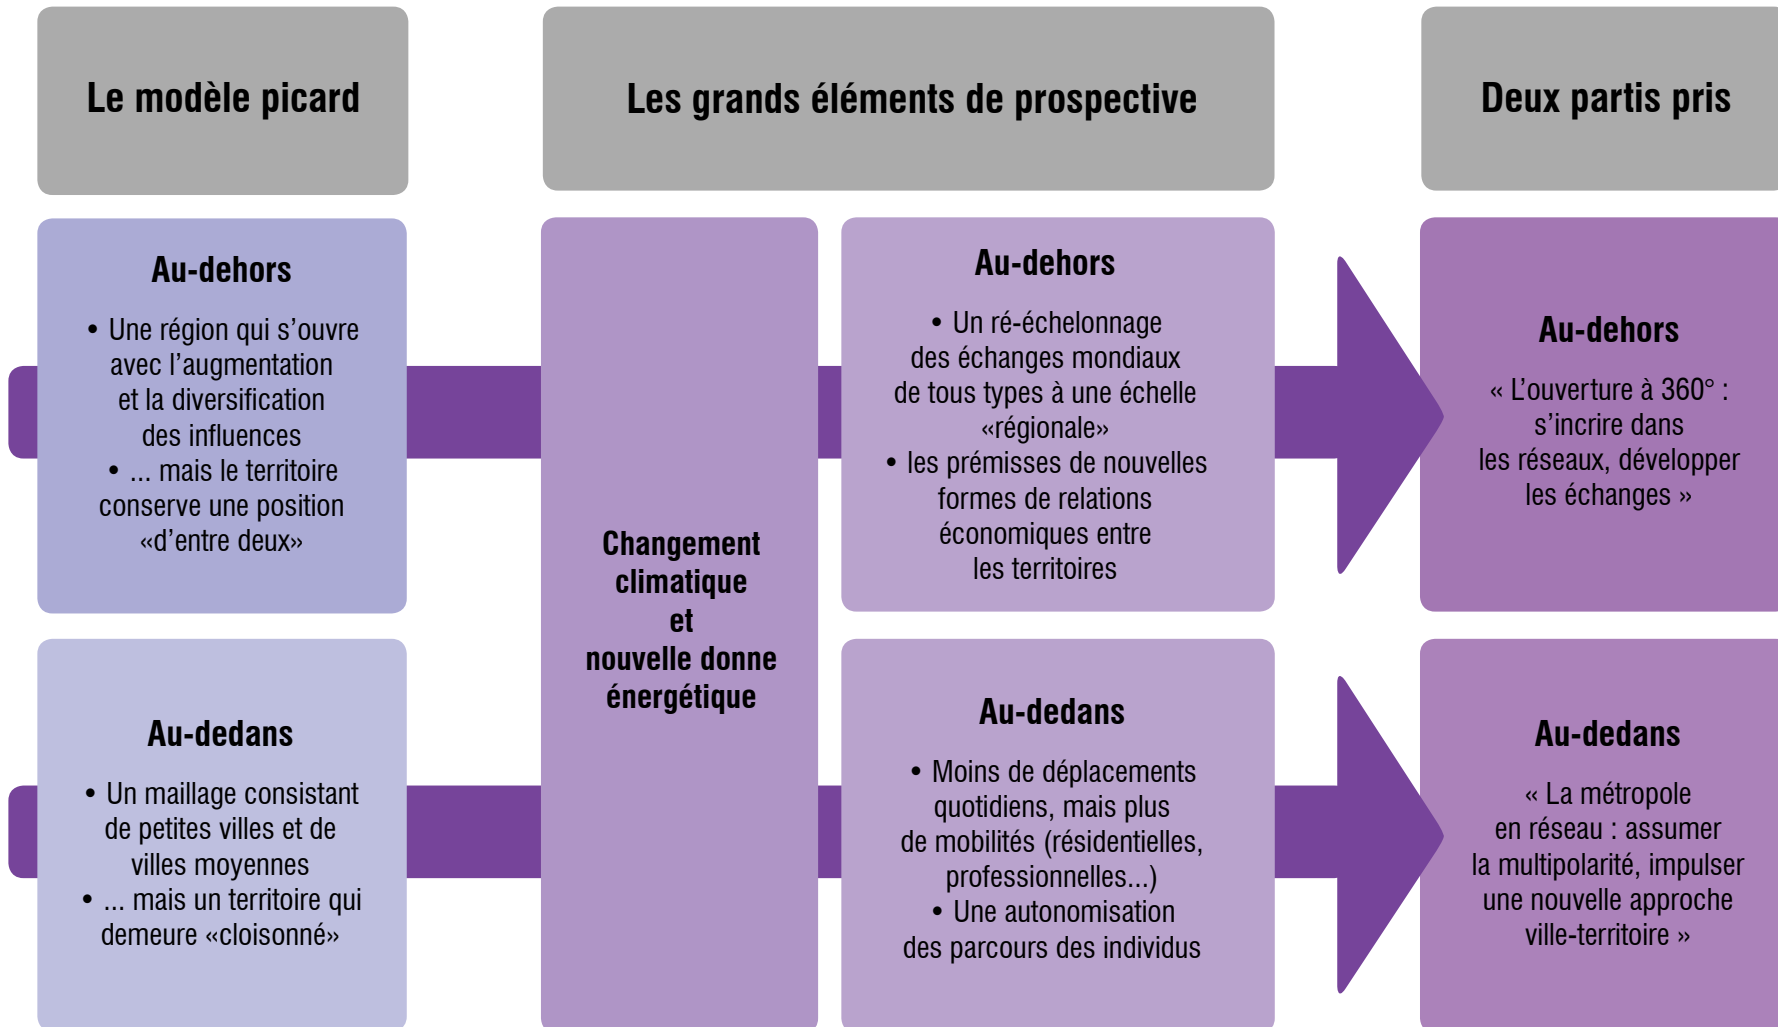 Le modèle picard
Les grands éléments de prospective
Deux partis pris
Au-dehors
• Une région qui s’ouvre
avec l’augmentation
et la diversification
des influences
• ... mais le territoire
conserve une position
«d’entre deux»
Au-dedans
• Un maillage consistant
de petites villes et de
villes moyennes
• ... mais un territoire qui
demeure «cloisonné»
Changement
climatique
et
nouvelle donne
énergétique
Au-dehors
• Un ré-échelonnage
des échanges mondiaux
de tous types à une échelle
«régionale»
• les prémisses de nouvelles
formes de relations
économiques entre
les territoires
Au-dedans
• Moins de déplacements
quotidiens, mais plus
de mobilités (résidentielles,
professionnelles...)
• Une autonomisation
des parcours des individus
Au-dehors
« L’ouverture à 360° :
s’incrire dans
les réseaux, développer
les échanges »
Au-dedans
« La métropole
en réseau : assumer
la multipolarité, impulser
une nouvelle approche
ville-territoire »